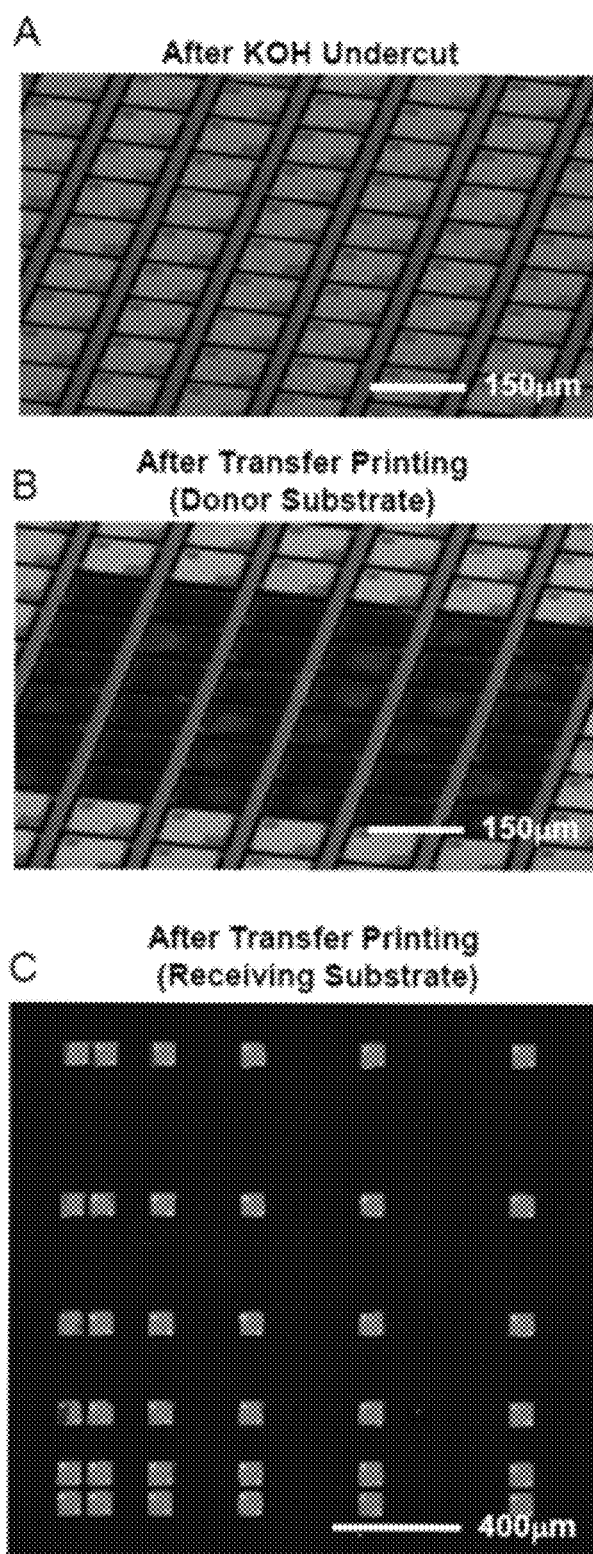 A
After KOH Undercut
150μm
B
After Transfer Printing
(Donor Substrate)
150μm
C
After Transfer Printing
(Receiving Substrate)
400μm